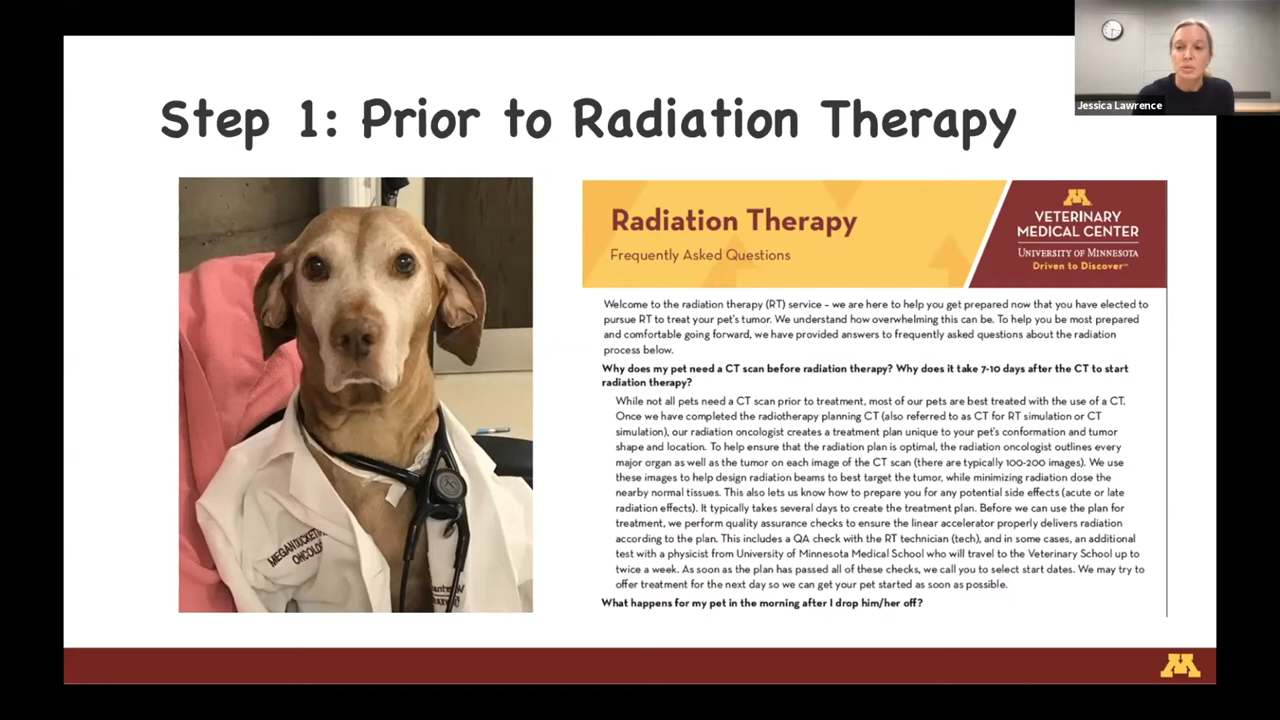 Jessica Lawrence
Step 1: Prior to Radiation Therapy
MEGAN DUCKETT
ONCOLO
Radiation Therapy
Frequently Asked Questions
M
VETERINARY
MEDICAL CENTER
UNIVERSITY OF MINNESOTA
Driven to Discover℠
Welcome to the radiation therapy (RT) service – we are here to help you get prepared now that you have elected to
pursue RT to treat your pet's tumor. We understand how overwhelming this can be. To help you be most prepared
and comfortable going forward, we have provided answers to frequently asked questions about the radiation
process below.
Why does my pet need a CT scan before radiation therapy? Why does it take 7-10 days after the CT to start
radiation therapy?
While not all pets need a CT scan prior to treatment, most of our pets are best treated with the use of a CT.
Once we have completed the radiotherapy planning CT (also referred to as CT for RT simulation or CT
simulation), our radiation oncologist creates a treatment plan unique to your pet's conformation and tumor
shape and location. To help ensure that the radiation plan is optimal, the radiation oncologist outlines every
major organ as well as the tumor on each image of the CT scan (there are typically 100-200 images). We use
these images to help design radiation beams to best target the tumor, while minimizing radiation dose the
nearby normal tissues. This also lets us know how to prepare you for any potential side effects (acute or late
radiation effects). It typically takes several days to create the treatment plan. Before we can use the plan for
treatment, we perform quality assurance checks to ensure the linear accelerator properly delivers radiation
according to the plan. This includes a QA check with the RT technician (tech), and in some cases, an additional
test with a physicist from University of Minnesota Medical School who will travel to the Veterinary School up to
twice a week. As soon as the plan has passed all of these checks, we call you to select start dates. We may try to
offer treatment for the next day so we can get your pet started as soon as possible.
What happens for my pet in the morning after I drop him/her off?
M